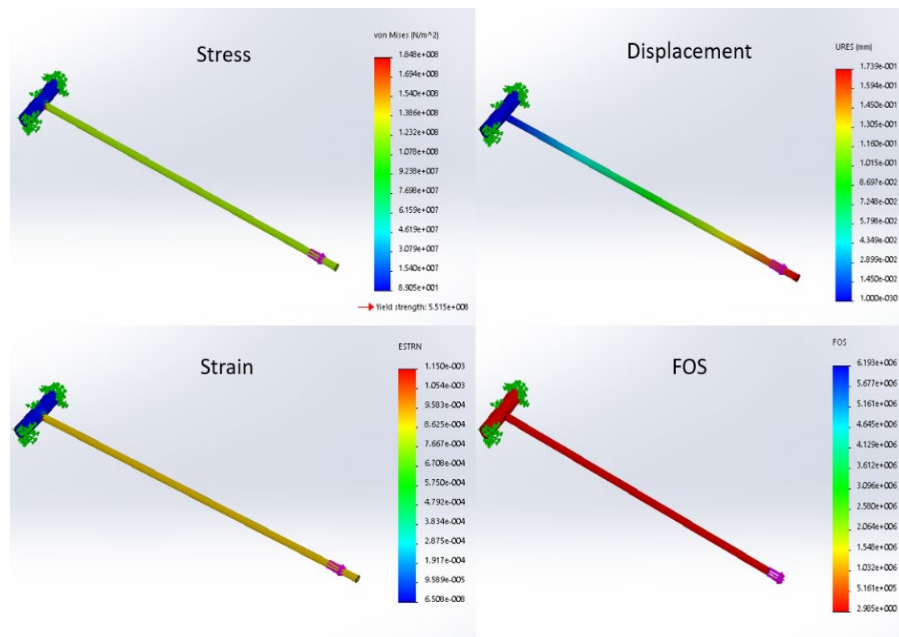 Stress
von Mises (N/m^2)
1.848e+008
1.694e+008
1.540e+008
1.386e+008
1.232e+008
1.078e+008
9.238e+007
7.698e+007
6.159e+007
4.619e+007
3.079e+007
1.540e+007
8.905e+001
Yield strength: 5.515e+008
Displacement
URES (mm)
1.739e-001
1.594e-001
1.450e-001
1.305e-001
1.160e-001
1.015e-001
8.697e-002
7.248e-002
5.798e-002
4.349e-002
2.899e-002
1.450e-002
1.000e-030
Strain
ESTRN
1.150e-003
1.054e-003
9.583e-004
8.625e-004
7.667e-004
6.708e-004
5.750e-004
4.792e-004
3.834e-004
2.875e-004
1.917e-004
9.589e-005
6.508e-008
FOS
FOS
6.193e+006
5.677e+006
5.161e+006
4.645e+006
4.129e+006
3.612e+006
3.096e+006
2.580e+006
2.064e+006
1.548e+006
1.032e+006
5.161e+005
2.985e+000